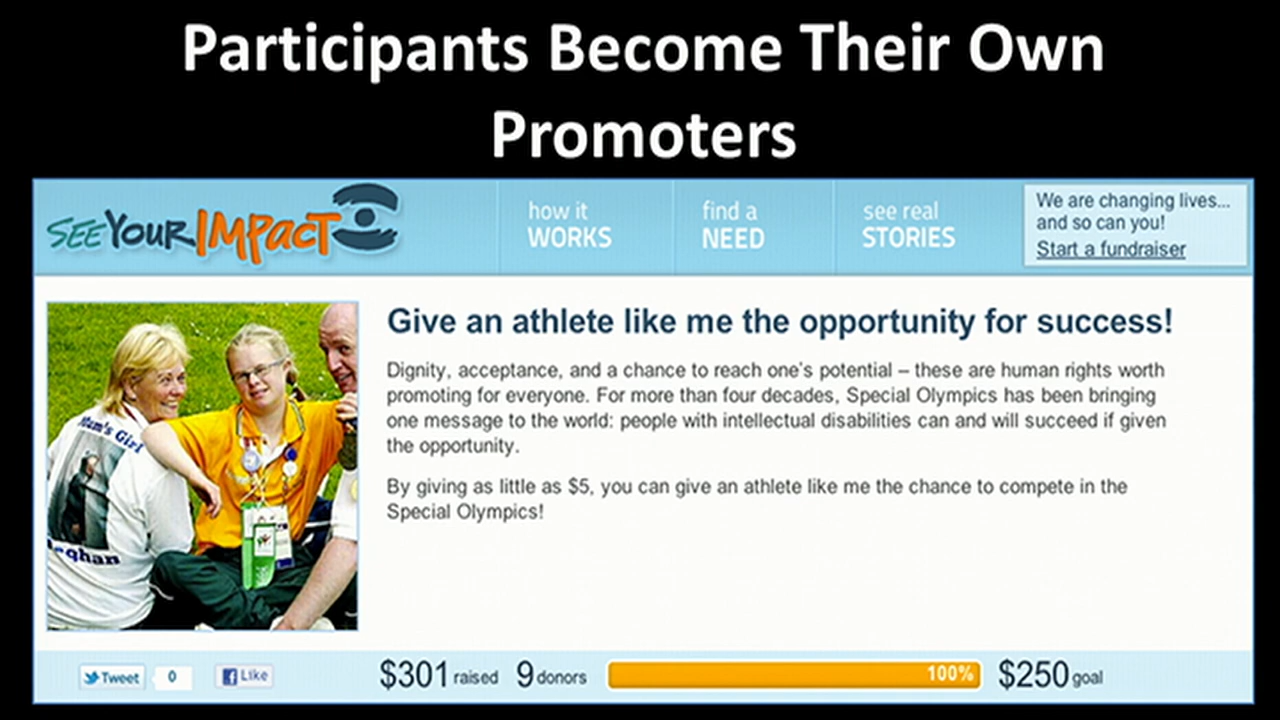 Participants Become Their Own
Promoters
SEE YOUR IMPACT
how it
WORKS
find a
NEED
see real
STORIES
We are changing lives...
and so can you!
Start a fundraiser
Give an athlete like me the opportunity for success!
Dignity, acceptance, and a chance to reach one's potential – these are human rights worth
promoting for everyone. For more than four decades, Special Olympics has been bringing
one message to the world: people with intellectual disabilities can and will succeed if given
the opportunity.
By giving as little as $5, you can give an athlete like me the chance to compete in the
Special Olympics!
Mum's Girl
Tweet
0
Like
$301 raised
9 donors
100%
$250 goal